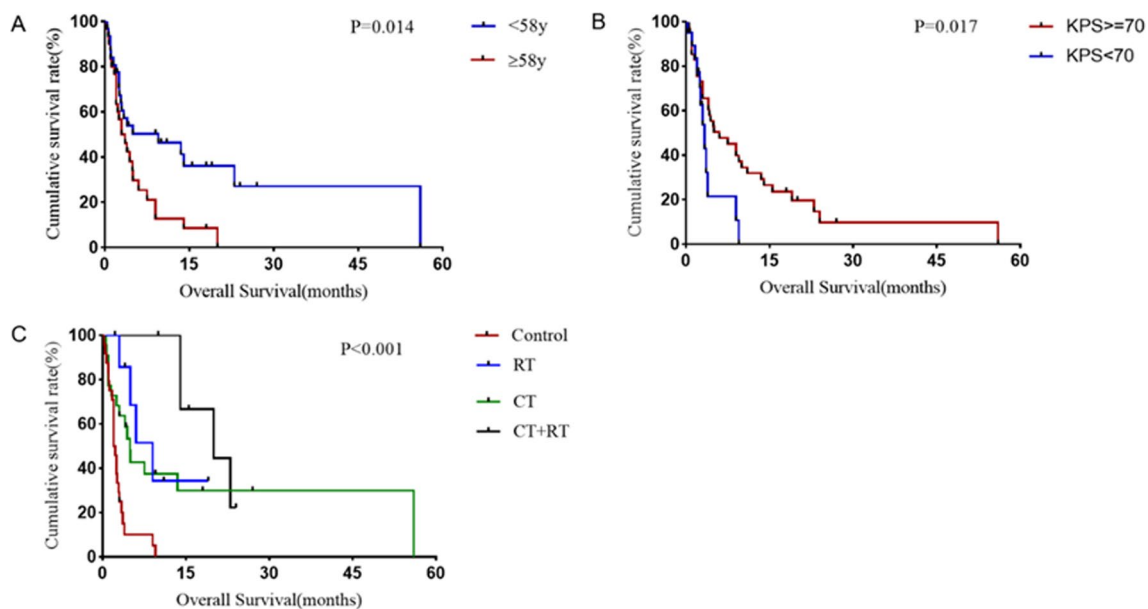 A
P=0.014
<58y
≥58y
Cumulative survival rate(%)
100
80
60
40
20
0
0 15 30 45 60
Overall Survival(months)
B
P=0.017
KPS>=70
KPS<70
Cumulative survival rate(%)
100
80
60
40
20
0
0 15 30 45 60
Overall Survival(months)
C
P<0.001
Control
RT
CT
CT+RT
Cumulative survival rate(%)
100
80
60
40
20
0
0 15 30 45 60
Overall Survival(months)